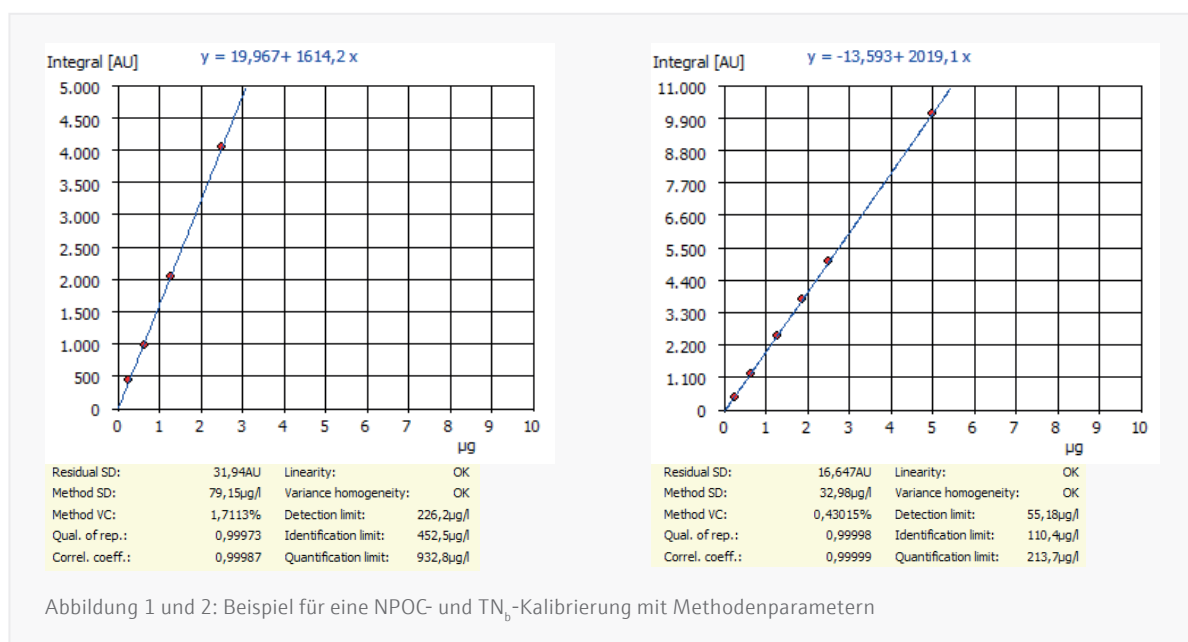 Integral [AU]
y = 19,967+ 1614,2 x
5.000
4.500
4.000
3.500
3.000
2.500
2.000
1.500
1.000
500
0
0 1 2 3 4 5 6 7 8 9 10
µg
Residual SD: 31,94AU Linearity: OK
Method SD: 79,15µg/l Variance homogeneity: OK
Method VC: 1,7113% Detection limit: 226,2µg/l
Qual. of rep.: 0,99973 Identification limit: 452,5µg/l
Correl. coeff.: 0,99987 Quantification limit: 932,8µg/l
Integral [AU]
y = -13,593+ 2019,1 x
11.000
9.900
8.800
7.700
6.600
5.500
4.400
3.300
2.200
1.100
0
0 1 2 3 4 5 6 7 8 9 10
µg
Residual SD: 16,647AU Linearity: OK
Method SD: 32,98µg/l Variance homogeneity: OK
Method VC: 0,43015% Detection limit: 55,18µg/l
Qual. of rep.: 0,99998 Identification limit: 110,4µg/l
Correl. coeff.: 0,99999 Quantification limit: 213,7µg/l
Abbildung 1 und 2: Beispiel für eine NPOC- und TNb-Kalibrierung mit Methodenparametern